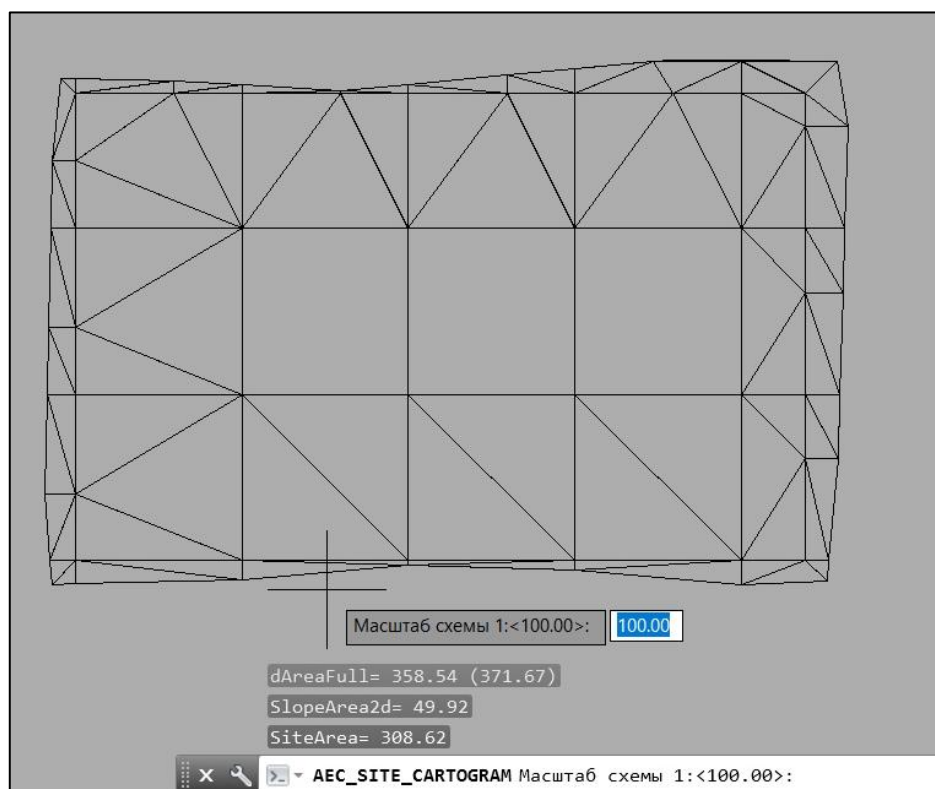 Масштаб схемы 1:<100.00>: 100.00
dAreaFull= 358.54 (371.67)
SlopeArea2d= 49.92
SiteArea= 308.62
AEC_SITE_CARTOGRAM Масштаб схемы 1:<100.00>: